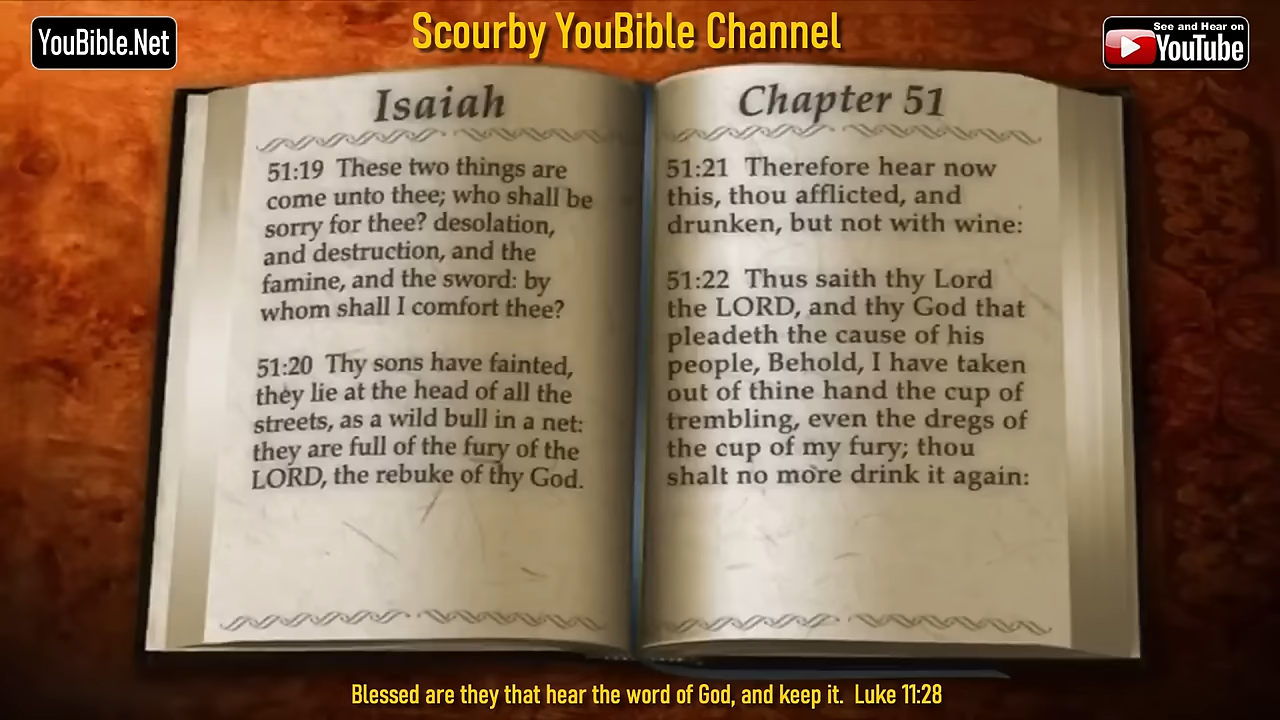 YouBible.Net
Scourby YouBible Channel
See and Hear on
YouTube
Isaiah
51:19 These two things are
come unto thee; who shall be
sorry for thee? desolation,
and destruction, and the
famine, and the sword: by
whom shall I comfort thee?
51:20 Thy sons have fainted,
they lie at the head of all the
streets, as a wild bull in a net:
they are full of the fury of the
LORD, the rebuke of thy God.
Chapter 51
51:21 Therefore hear now
this, thou afflicted, and
drunken, but not with wine:
51:22 Thus saith thy Lord
the LORD, and thy God that
pleadeth the cause of his
people, Behold, I have taken
out of thine hand the cup of
trembling, even the dregs of
the cup of my fury; thou
shalt no more drink it again:
Blessed are they that hear the word of God, and keep it. Luke 11:28